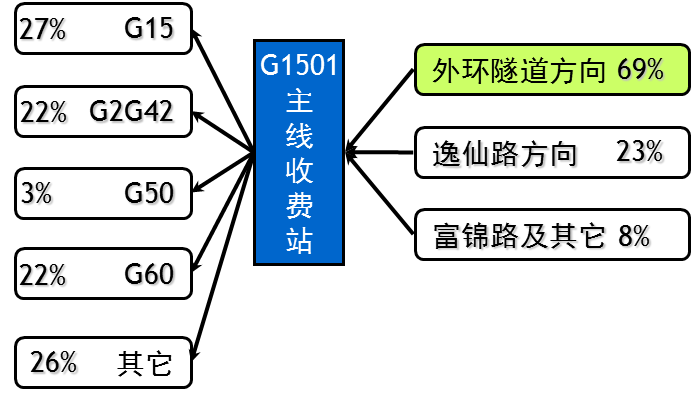 27% G15
22% G2G42
3% G50
22% G60
26% 其它
G1501
主
线
收
费
站
外环隧道方向 69%
逸仙路方向 23%
富锦路及其它 8%